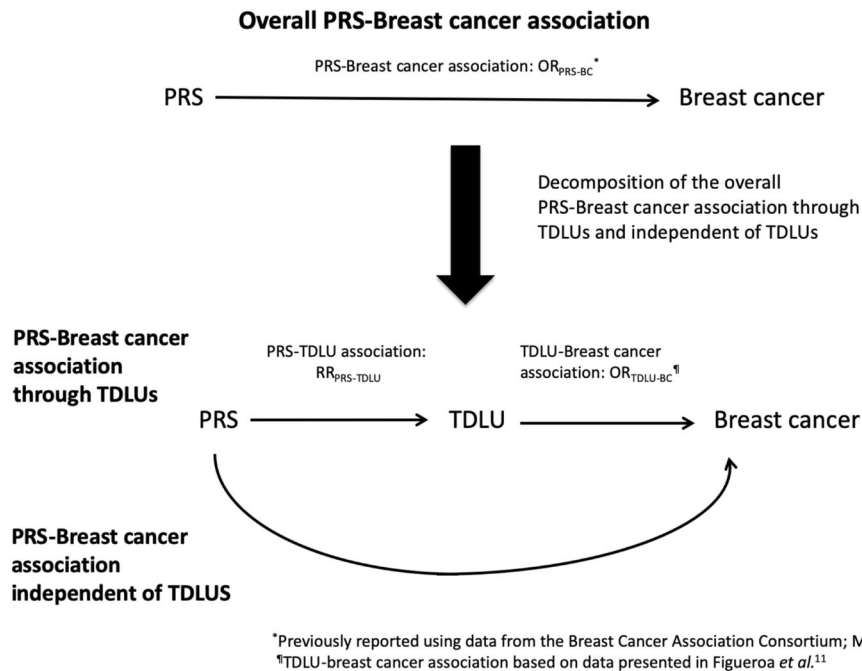 Overall PRS-Breast cancer association
PRS-Breast cancer association: ORPRS-BC*
PRS
Breast cancer
Decomposition of the overall
PRS-Breast cancer association through
TDLUs and independent of TDLUs
PRS-Breast cancer
association
through TDLUs
PRS-TDLU association:
RRPRS-TDLU
TDLU-Breast cancer
association: ORTDLU-BC¶
PRS
TDLU
Breast cancer
PRS-Breast cancer
association
independent of TDLUS
*Previously reported using data from the Breast Cancer Association Consortium; M
¶TDLU-breast cancer association based on data presented in Figueroa et al.11